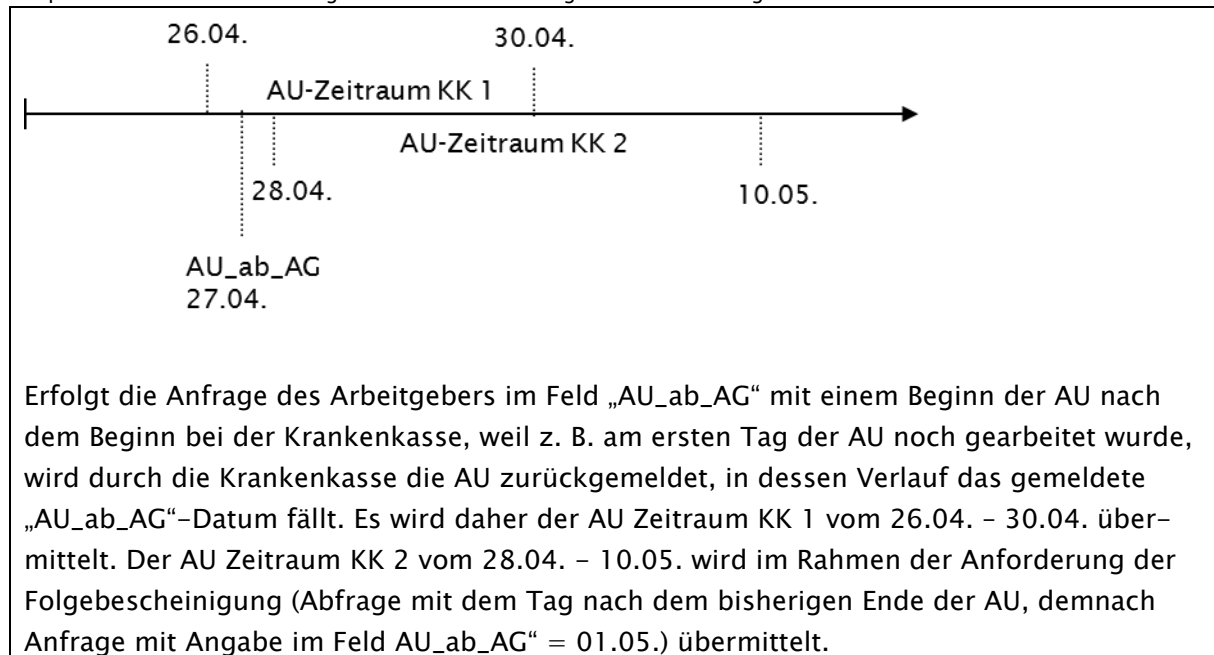 26.04.
30.04.
AU-Zeitraum KK 1
AU-Zeitraum KK 2
28.04.
10.05.
AU_ab_AG
27.04.
Erfolgt die Anfrage des Arbeitgebers im Feld „AU_ab_AG“ mit einem Beginn der AU nach
dem Beginn bei der Krankenkasse, weil z. B. am ersten Tag der AU noch gearbeitet wurde,
wird durch die Krankenkasse die AU zurückgemeldet, in dessen Verlauf das gemeldete
„AU_ab_AG“-Datum fällt. Es wird daher der AU Zeitraum KK 1 vom 26.04. – 30.04. über-
mittelt. Der AU Zeitraum KK 2 vom 28.04. – 10.05. wird im Rahmen der Anforderung der
Folgebescheinigung (Abfrage mit dem Tag nach dem bisherigen Ende der AU, demnach
Anfrage mit Angabe im Feld AU_ab_AG“ = 01.05.) übermittelt.